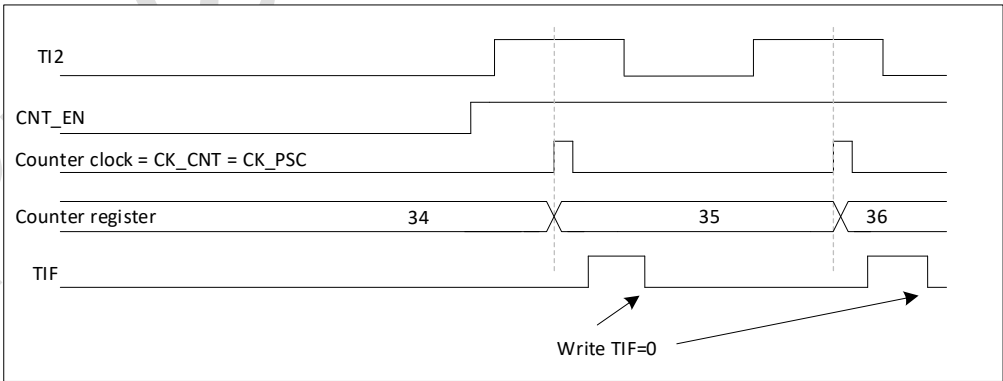 TI2
CNT_EN
Counter clock = CK_CNT = CK_PSC
Counter register 34 35 36
TIF
Write TIF=0